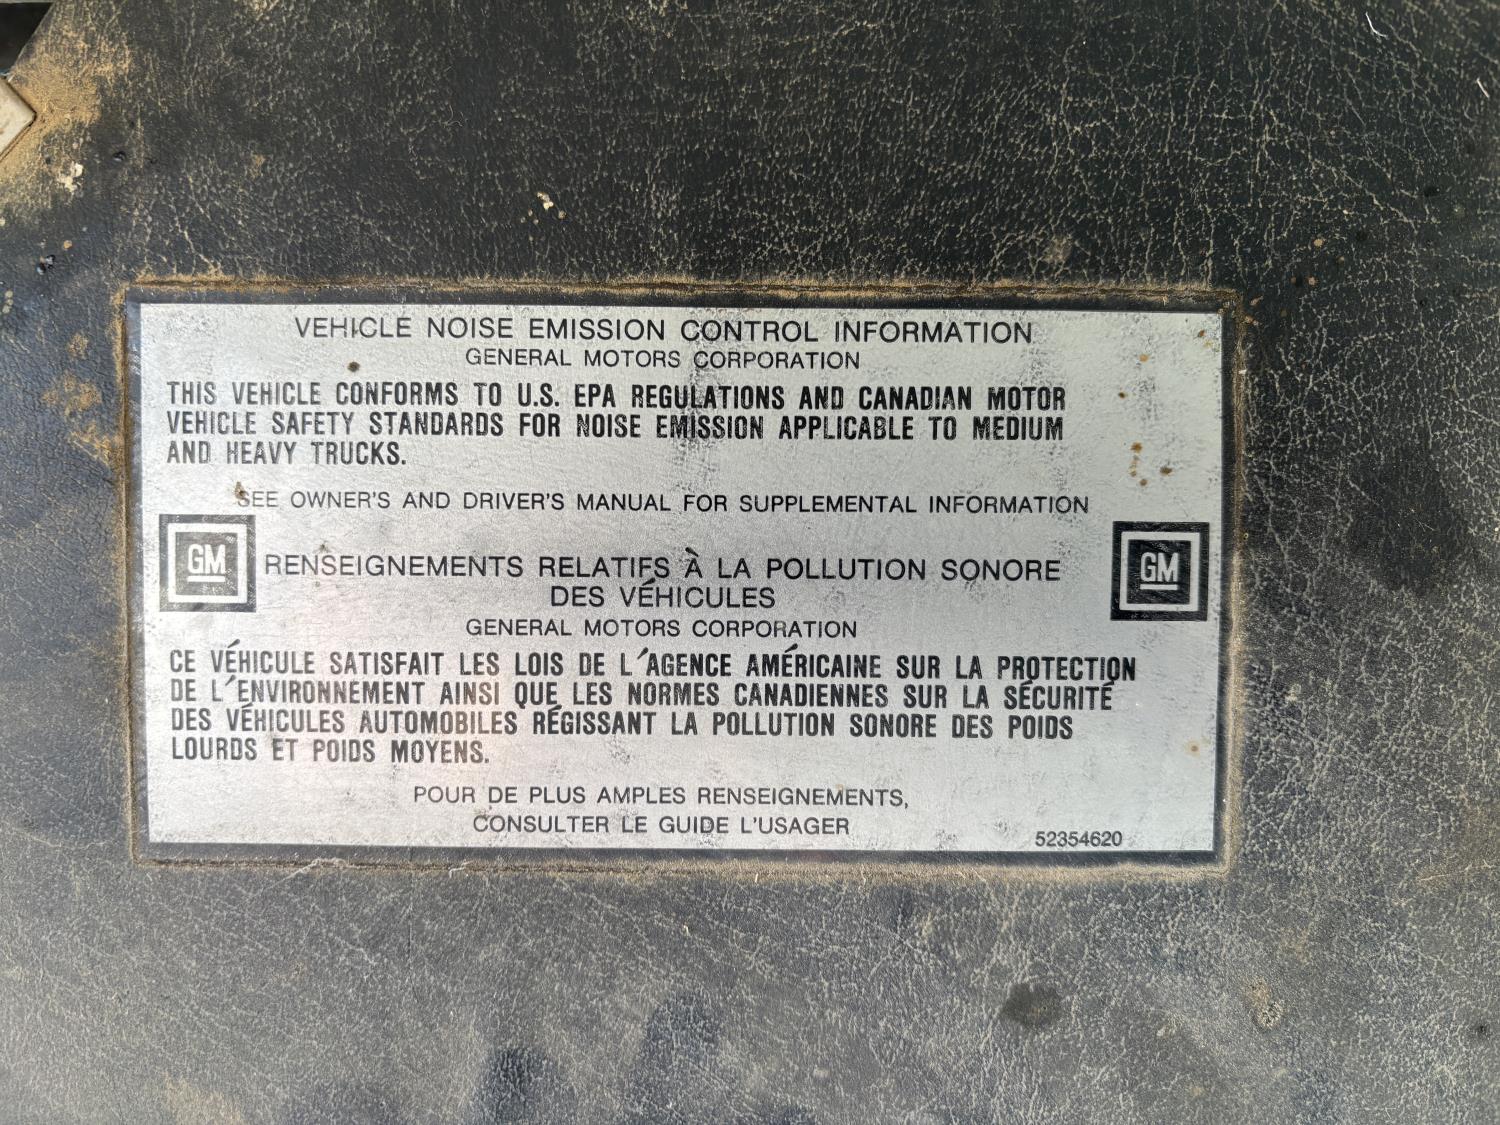 VEHICLE NOISE EMISSION CONTROL INFORMATION
GENERAL MOTORS CORPORATION
THIS VEHICLE CONFORMS TO U.S. EPA REGULATIONS AND CANADIAN MOTOR
VEHICLE SAFETY STANDARDS FOR NOISE EMISSION APPLICABLE TO MEDIUM
AND HEAVY TRUCKS.
SEE OWNER'S AND DRIVER'S MANUAL FOR SUPPLEMENTAL INFORMATION
GM
GM
RENSEIGNEMENTS RELATIFS À LA POLLUTION SONORE
DES VÉHICULES
GENERAL MOTORS CORPORATION
CE VÉHICULE SATISFAIT LES LOIS DE L'AGENCE AMÉRICAINE SUR LA PROTECTION
DE L'ENVIRONNEMENT AINSI QUE LES NORMES CANADIENNES SUR LA SÉCURITÉ
DES VÉHICULES AUTOMOBILES RÉGISSANT LA POLLUTION SONORE DES POIDS
LOURDS ET POIDS MOYENS.
POUR DE PLUS AMPLES RENSEIGNEMENTS,
CONSULTER LE GUIDE L'USAGER
52354620